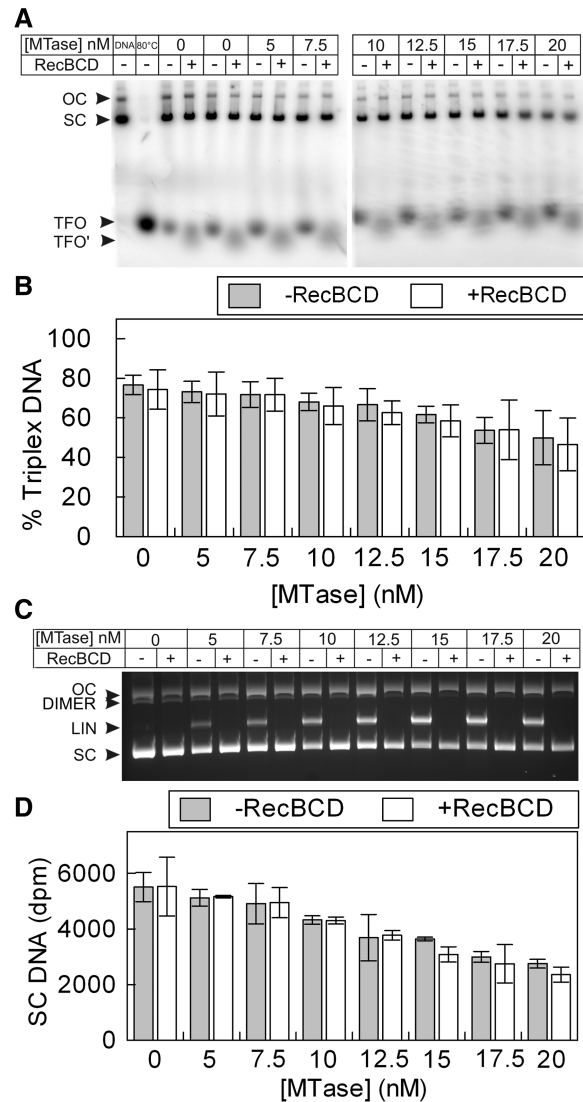 A
[MTase] nM DNA 80°C 0 0 5 7.5 10 12.5 15 17.5 20
RecBCD - - - + - + - + - + - + - + - + - + - +
OC
SC
TFO
TFO'
B
-RecBCD +RecBCD
% Triplex DNA
100
80
60
40
20
0
0 5 7.5 10 12.5 15 17.5 20
[MTase] (nM)
C
[MTase] nM 0 5 7.5 10 12.5 15 17.5 20
RecBCD - + - + - + - + - + - + - + - +
OC
DIMER
LIN
SC
D
-RecBCD +RecBCD
SC DNA (dpm)
6000
4000
2000
0
0 5 7.5 10 12.5 15 17.5 20
[MTase] (nM)